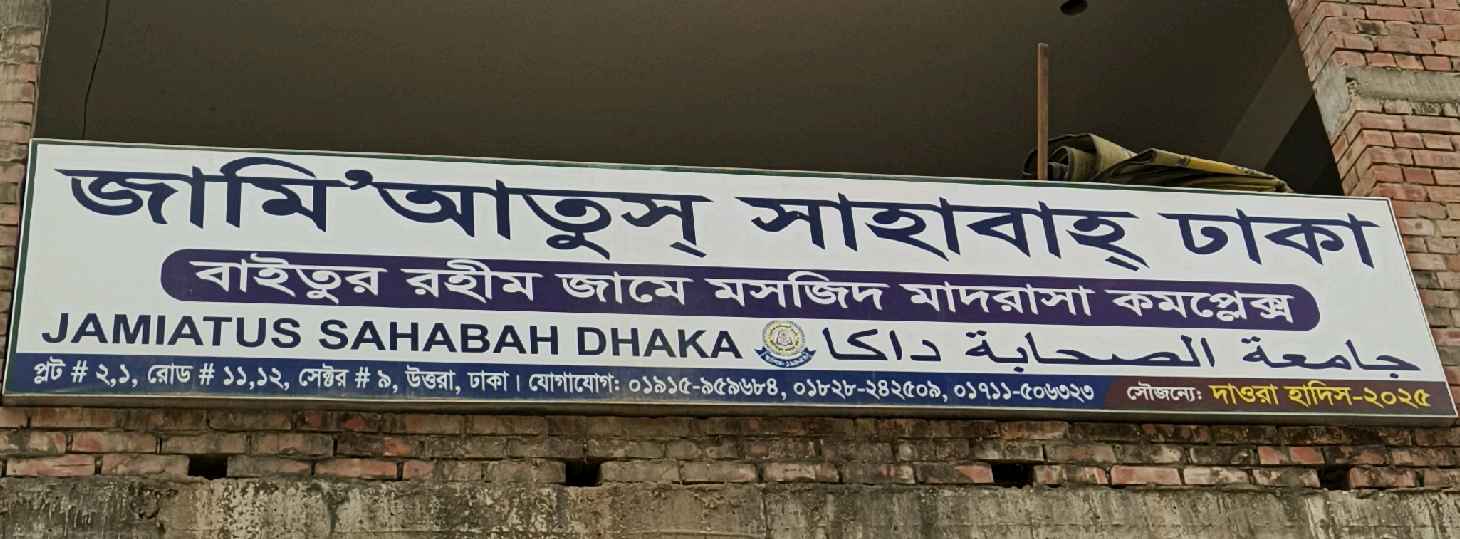 জামি'আতুস্ সাহাবাহ্ ঢাকা
বাইতুর রহীম জামে মসজিদ মাদরাসা কমপ্লেক্স
JAMIATUS SAHABAH DHAKA جامعة الصحابة داكا
প্লট # ২,১, রোড # ১১,১২, সেক্টর # ৯, উত্তরা, ঢাকা। যোগাযোগ: ০১৯১৫-৯৫৯৬৮৪, ০১৮২৮-২৪২৫০৯, ০১৭১১-৫০৬৩২৩ সৌজন্যে: দাওরা হাদিস-২০২৫